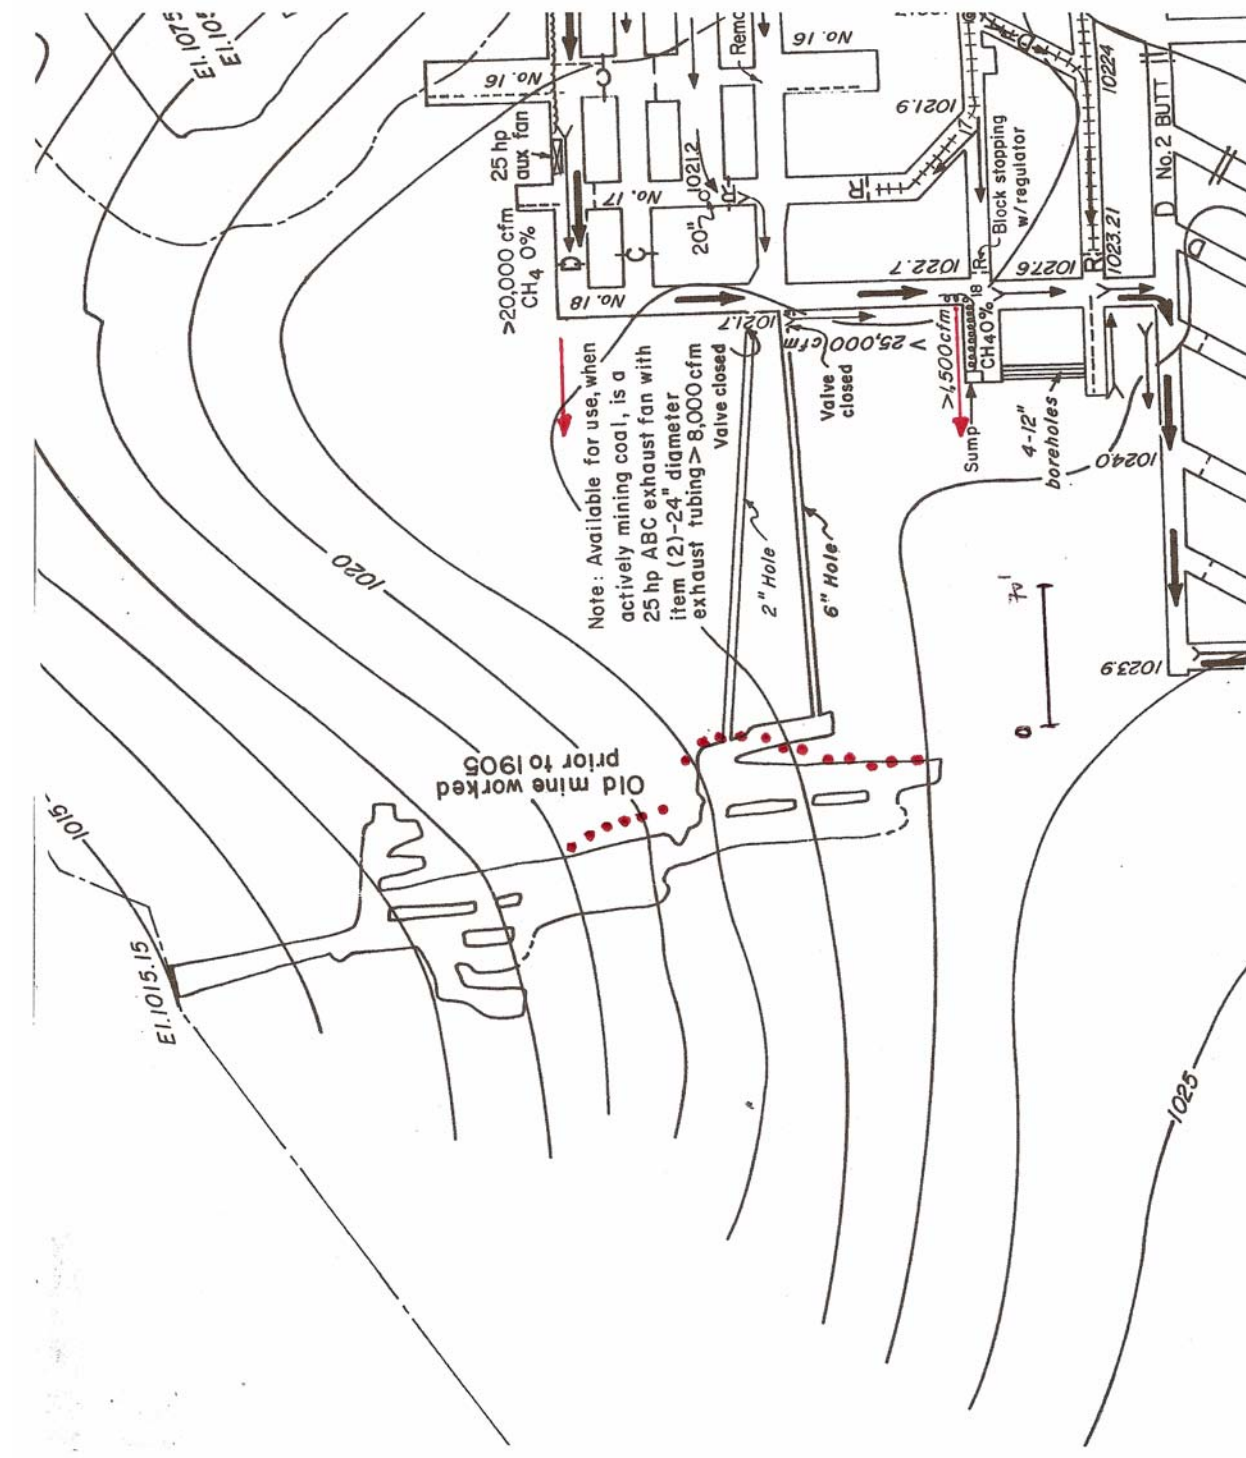 El. 1075
No. 16
No. 16
25 hp
aux fan
1021.9
10224
No. 2 BUTT
D
Block stopping
w/regulator
C
R
1021.2
20"
No. 17
R
>20,000 cfm
CH4 0%
D
C
No. 18
1022.7
R
18
1027.6
R
1023.21
D
D
1021.7
Valve closed
> 25,000 cfm
Valve
closed
>1,500cfm
CH40%
Sump
4-12"
boreholes
1024.0
Note: Available for use, when
actively mining coal, is a
25 hp ABC exhaust fan with
item (2)-24" diameter
exhaust tubing > 8,000 cfm
1020
2" Hole
6" Hole
0
70'
1023.9
Old mine worked
prior to 1905
1015
El. 1015.15
1025